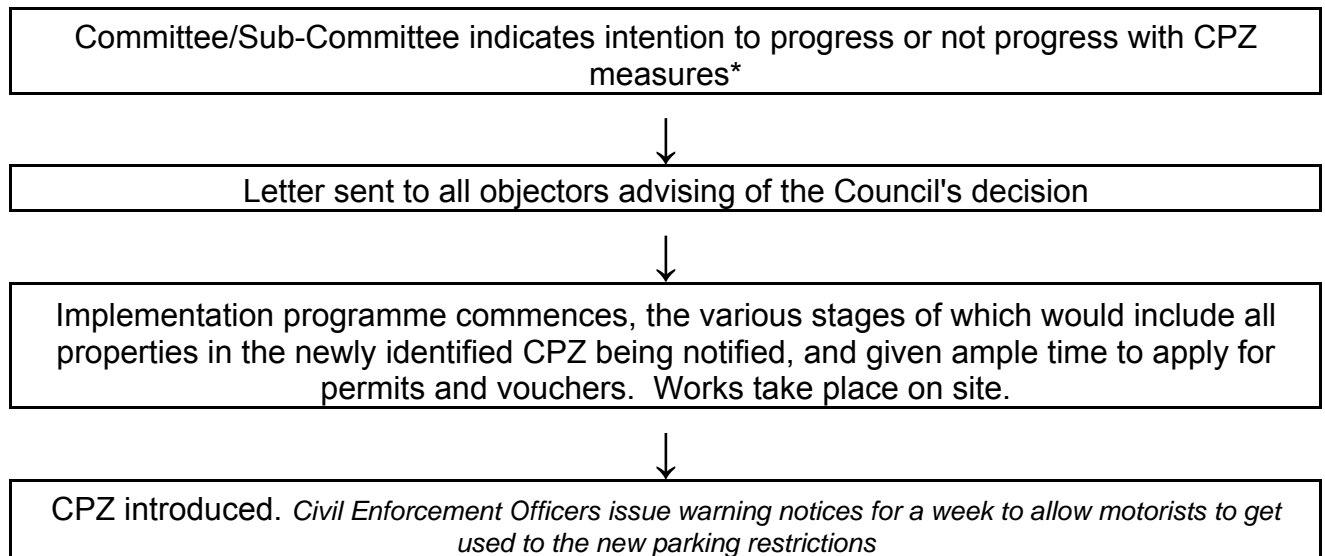 Committee/Sub-Committee indicates intention to progress or not progress with CPZ
measures*
↓
Letter sent to all objectors advising of the Council's decision
↓
Implementation programme commences, the various stages of which would include all
properties in the newly identified CPZ being notified, and given ample time to apply for
permits and vouchers.  Works take place on site.
↓
CPZ introduced. Civil Enforcement Officers issue warning notices for a week to allow motorists to get
used to the new parking restrictions